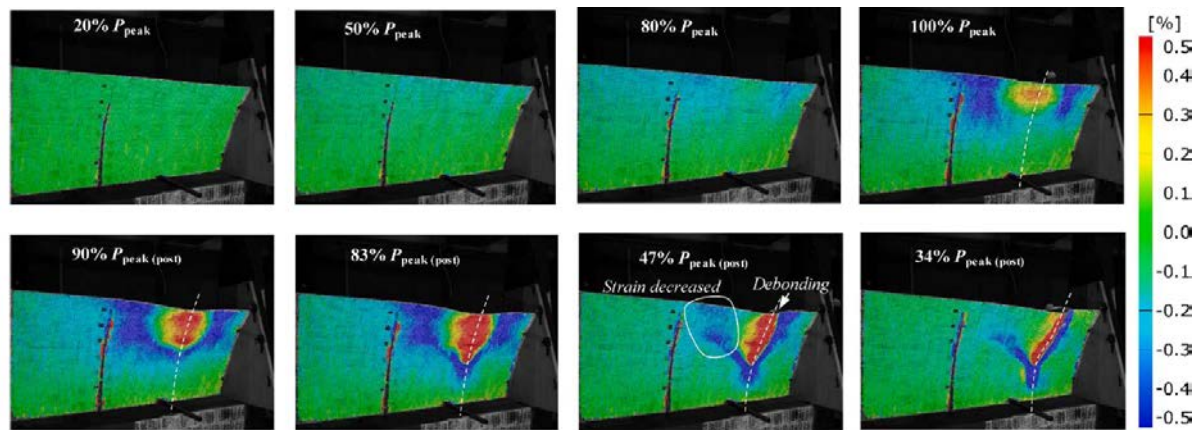 20% Ppeak
50% Ppeak
80% Ppeak
100% Ppeak
[%]
0.5
0.4
0.3
0.2
0.1
0.0
-0.1
-0.2
-0.3
-0.4
-0.5
90% Ppeak (post)
83% Ppeak (post)
47% Ppeak (post)
Strain decreased
Debonding
34% Ppeak (post)